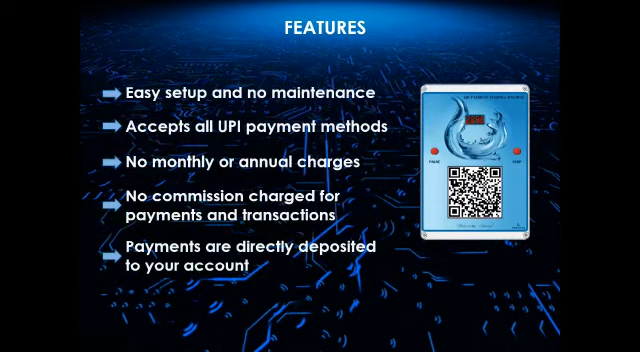 FEATURES
Easy setup and no maintenance
Accepts all UPI payment methods
No monthly or annual charges
No commission charged for
payments and transactions
Payments are directly deposited
to your account